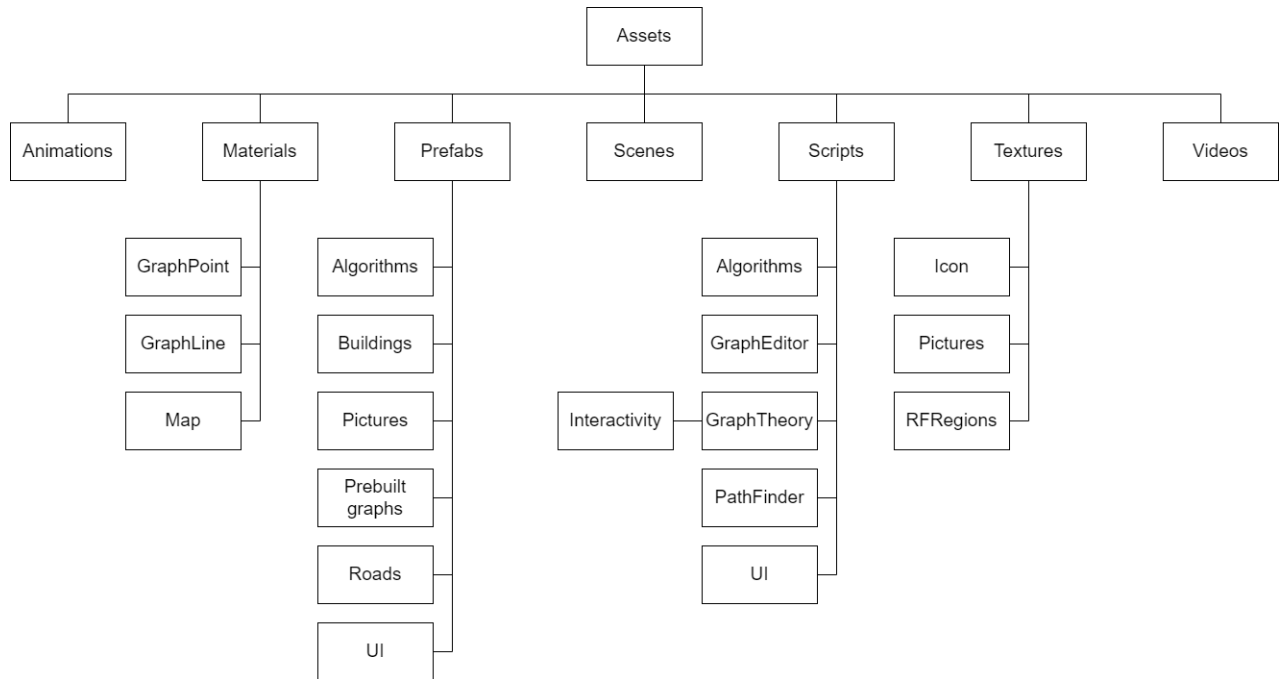 Assets
Animations
Materials
Prefabs
Scenes
Scripts
Textures
Videos
GraphPoint
GraphLine
Map
Algorithms
Buildings
Pictures
Prebuilt
graphs
Roads
UI
Algorithms
GraphEditor
Interactivity
GraphTheory
PathFinder
UI
Icon
Pictures
RFRegions